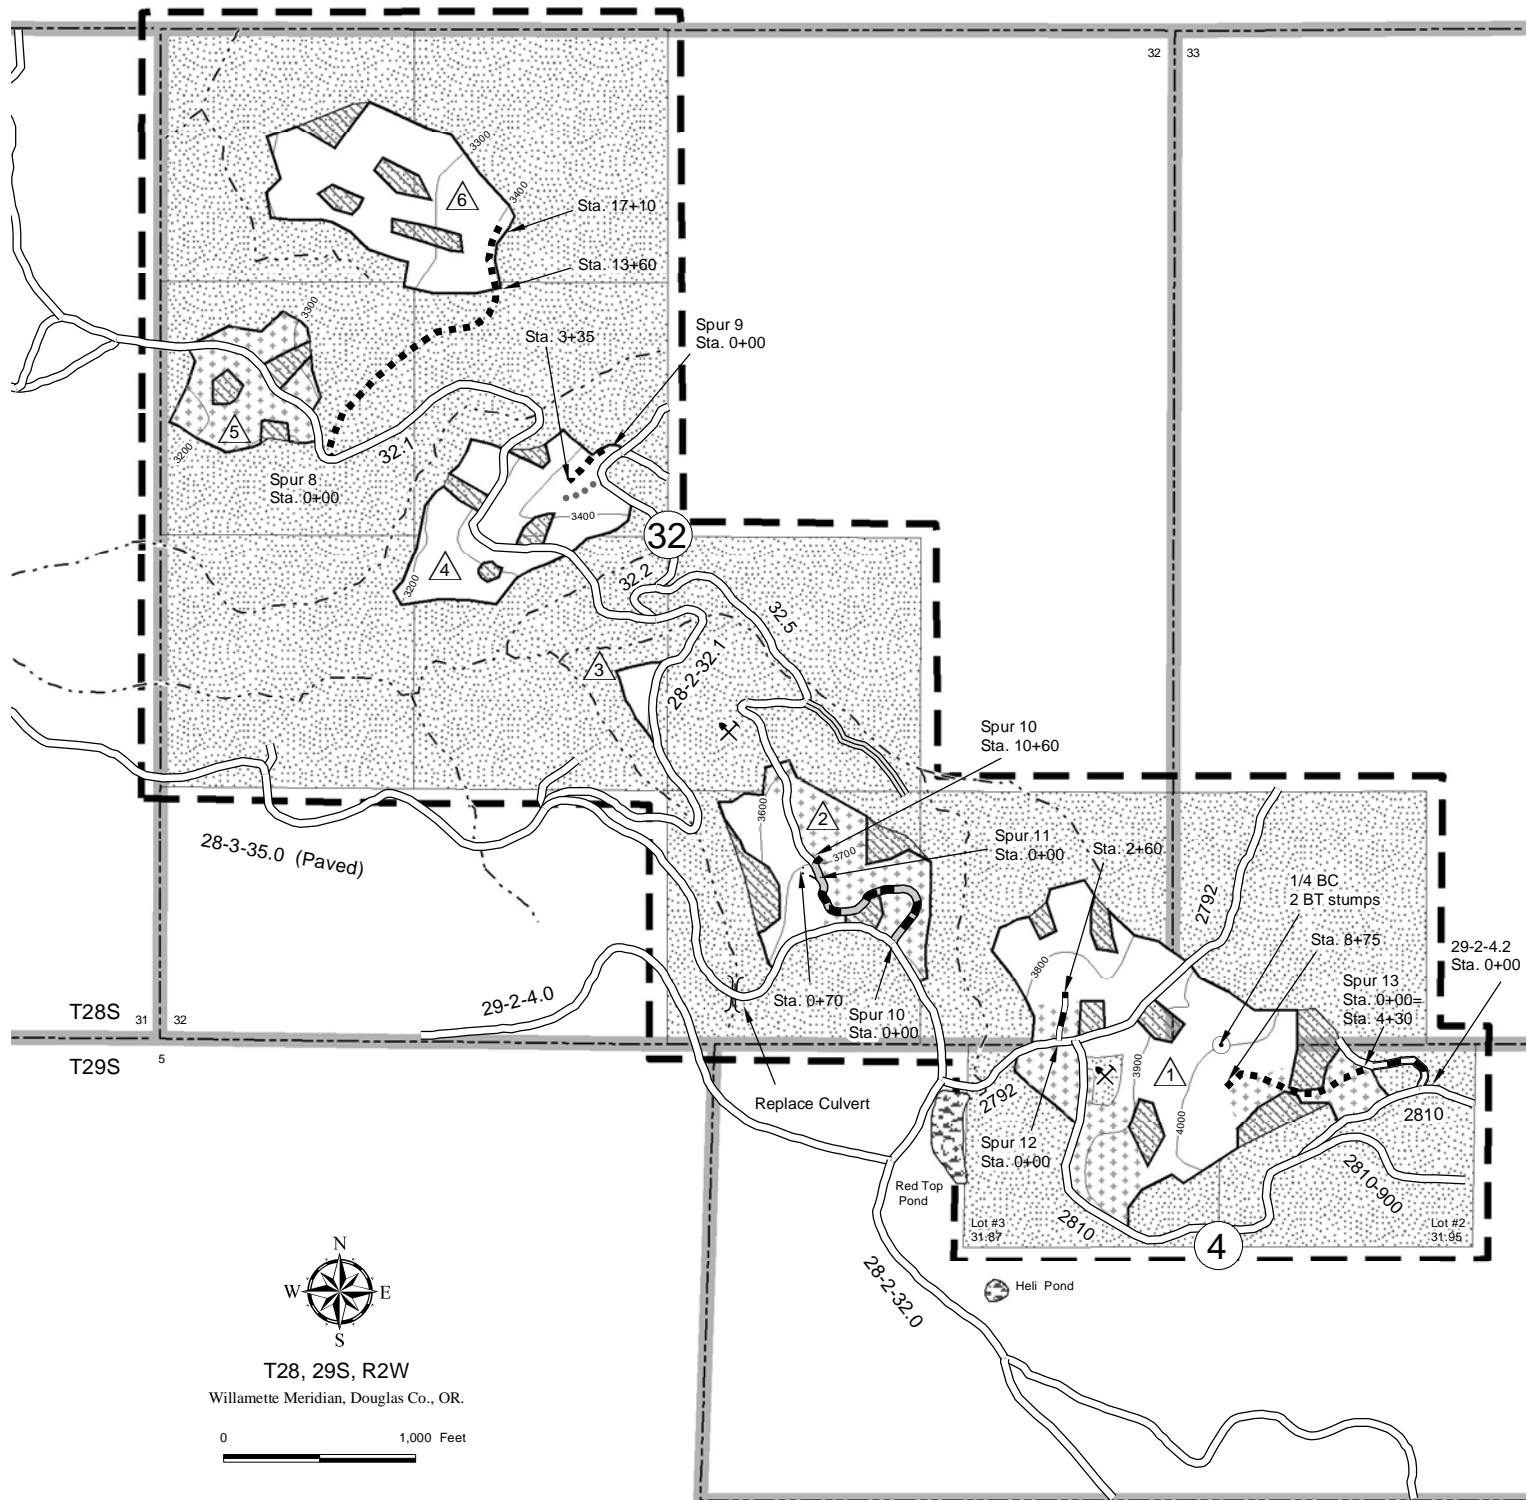 32
33
3300
6
3400
Sta. 17+10
Sta. 13+60
3300
Sta. 3+35
Spur 9
Sta. 0+00
5
3200
32.1
Spur 8
Sta. 0+00
3400
32
4
3200
32.2
32.5
3
28-2-32.1
Spur 10
Sta. 10+60
3600
2
3700
Spur 11
Sta. 0+00
Sta. 2+60
28-3-35.0 (Paved)
1/4 BC
2 BT stumps
2792
Sta. 8+75
29-2-4.2
Sta. 0+00
3800
Spur 13
Sta. 0+00=
Sta. 4+30
29-2-4.0
Sta. 0+70
Spur 10
Sta. 0+00
T28S
31
32
T29S
5
3900
1
Replace Culvert
2792
4000
2810
Spur 12
Sta. 0+00
2810-900
Red Top
Pond
2810
Lot #3
31.87
Lot #2
31.95
4
28-2-32.0
Heli Pond
N
W
E
S
T28, 29S, R2W
Willamette Meridian, Douglas Co., OR.
0
1,000 Feet